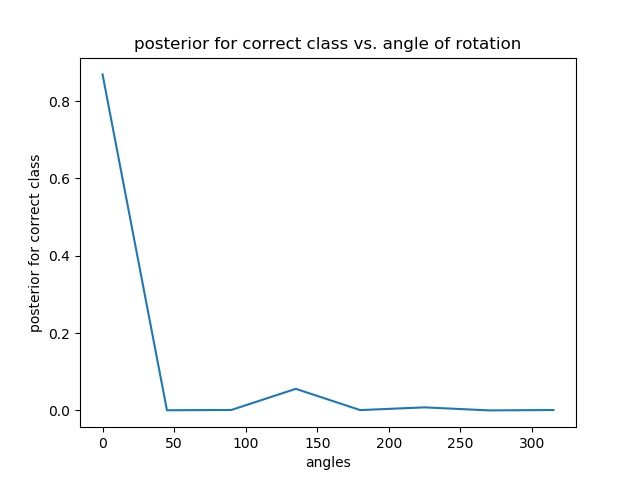 posterior for correct class vs. angle of rotation
posterior for correct class
0.8
0.6
0.4
0.2
0.0
0 50 100 150 200 250 300
angles